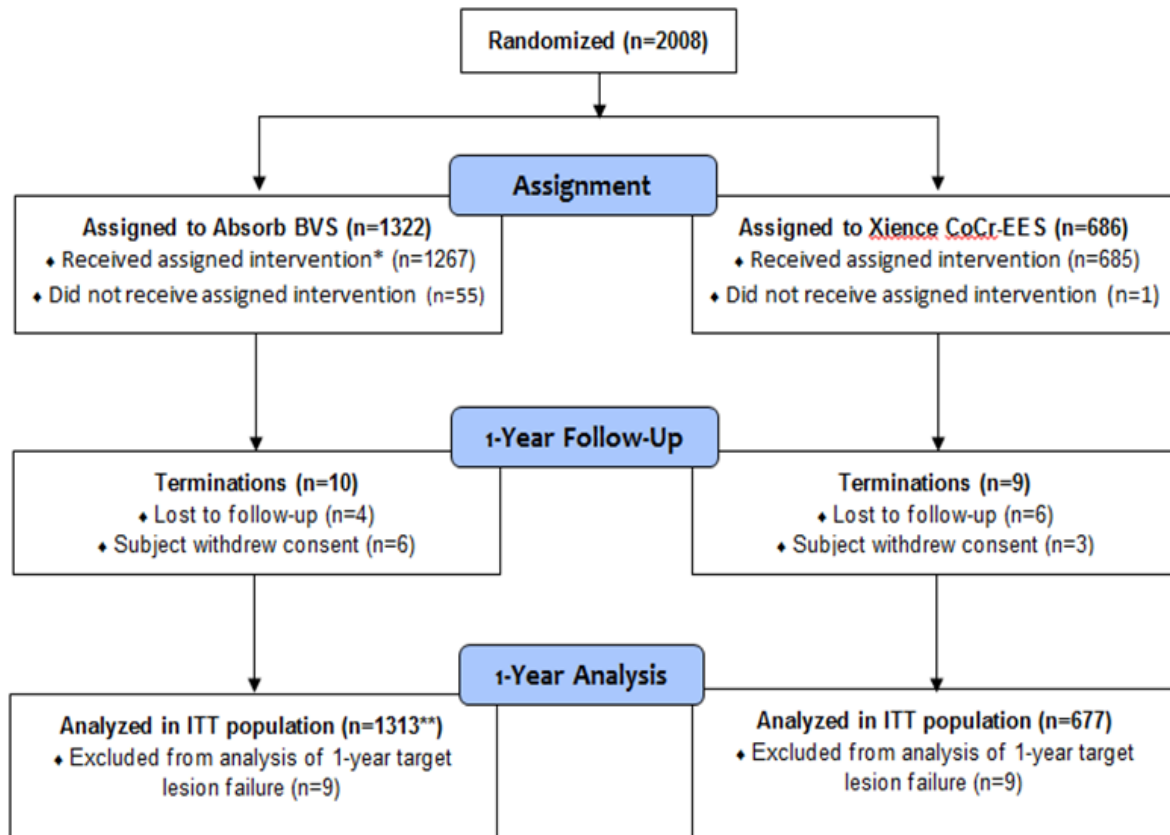 Randomized (n=2008)
Assignment
Assigned to Absorb BVS (n=1322)
♦ Received assigned intervention* (n=1267)
♦ Did not receive assigned intervention (n=55)
Assigned to Xience CoCr-EES (n=686)
♦ Received assigned intervention (n=685)
♦ Did not receive assigned intervention (n=1)
1-Year Follow-Up
Terminations (n=10)
♦ Lost to follow-up (n=4)
♦ Subject withdrew consent (n=6)
Terminations (n=9)
♦ Lost to follow-up (n=6)
♦ Subject withdrew consent (n=3)
1-Year Analysis
Analyzed in ITT population (n=1313**)
♦ Excluded from analysis of 1-year target
lesion failure (n=9)
Analyzed in ITT population (n=677)
♦ Excluded from analysis of 1-year target
lesion failure (n=9)